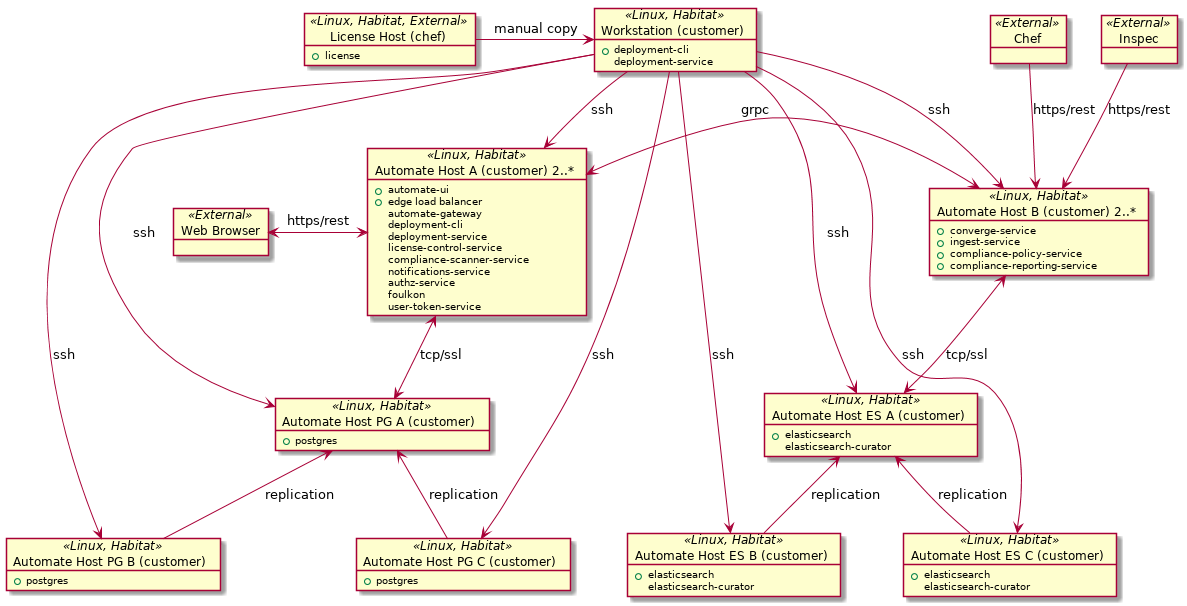 «Linux, Habitat, External»
License Host (chef)
license
manual copy
«Linux, Habitat»
Workstation (customer)
deployment-cli
deployment-service
«External»
Chef
«External»
Inspec
ssh
grpc
ssh
https/rest
https/rest
«Linux, Habitat»
Automate Host A (customer) 2..*
automate-ui
edge load balancer
automate-gateway
deployment-cli
deployment-service
license-control-service
compliance-scanner-service
notifications-service
authz-service
foulkon
user-token-service
«External»
Web Browser
https/rest
«Linux, Habitat»
Automate Host B (customer) 2..*
converge-service
ingest-service
compliance-policy-service
compliance-reporting-service
ssh
ssh
ssh
tcp/ssl
ssh
ssh
ssh
tcp/ssl
«Linux, Habitat»
Automate Host PG A (customer)
postgres
«Linux, Habitat»
Automate Host ES A (customer)
elasticsearch
elasticsearch-curator
replication
replication
replication
replication
«Linux, Habitat»
Automate Host PG B (customer)
postgres
«Linux, Habitat»
Automate Host PG C (customer)
postgres
«Linux, Habitat»
Automate Host ES B (customer)
elasticsearch
elasticsearch-curator
«Linux, Habitat»
Automate Host ES C (customer)
elasticsearch
elasticsearch-curator